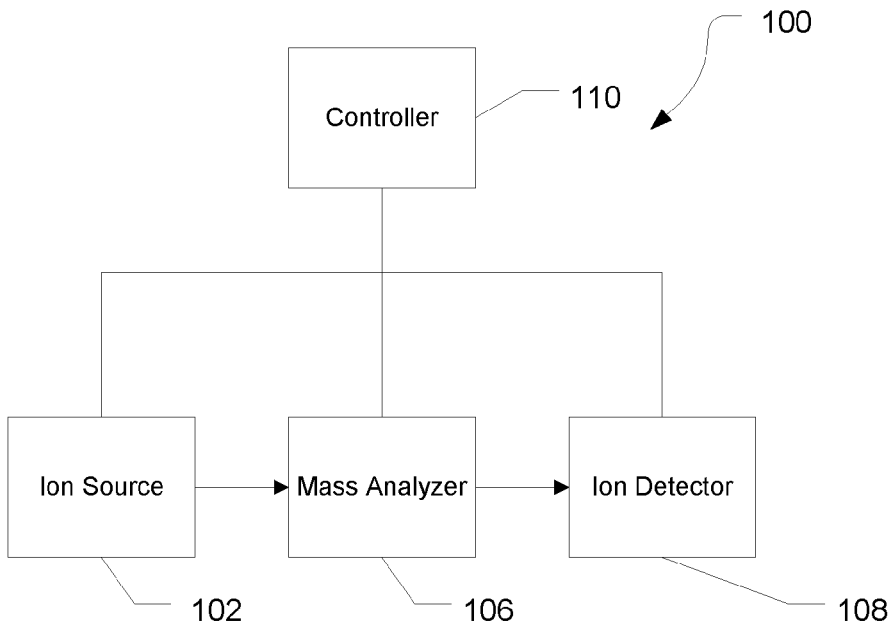 100
110
Controller
Ion Source
Mass Analyzer
Ion Detector
102
106
108